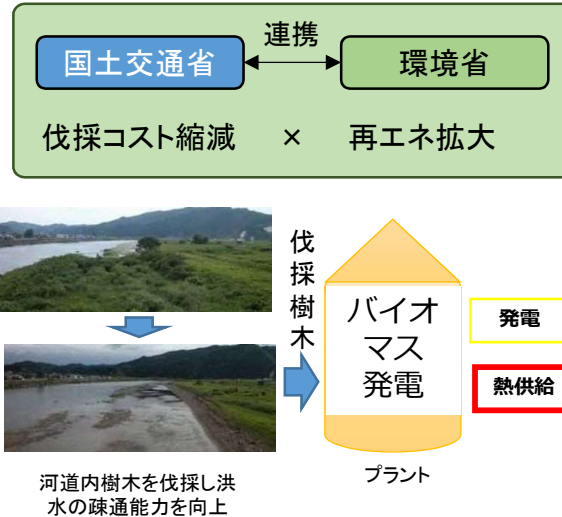 連携
国土交通省
環境省
伐採コスト縮減 × 再エネ拡大
伐採樹木
バイオ
マス
発電
発電
熱供給
プラント
河道内樹木を伐採し洪
水の疎通能力を向上